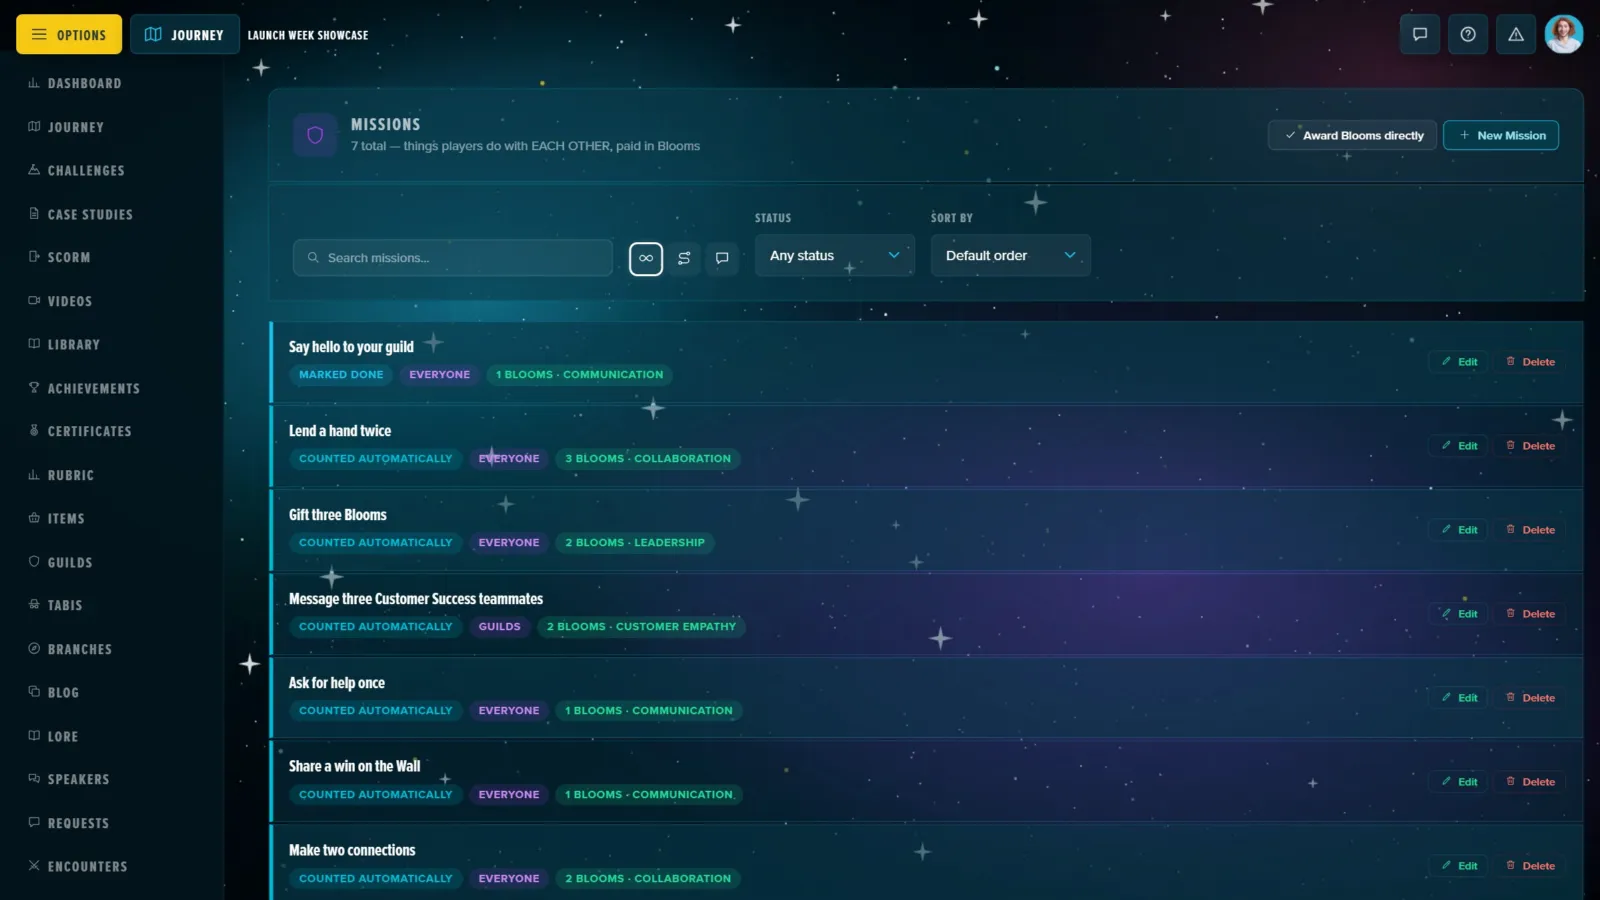 OPTIONS
JOURNEY
LAUNCH WEEK SHOWCASE
DASHBOARD
JOURNEY
CHALLENGES
CASE STUDIES
SCORM
VIDEOS
LIBRARY
ACHIEVEMENTS
CERTIFICATES
RUBRIC
ITEMS
GUILDS
TABIS
BRANCHES
BLOG
LORE
SPEAKERS
REQUESTS
ENCOUNTERS
MISSIONS
7 total — things players do with EACH OTHER, paid in Blooms
Award Blooms directly
New Mission
STATUS
SORT BY
Search missions...
Any status
Default order
Say hello to your guild
MARKED DONE EVERYONE 1 BLOOMS · COMMUNICATION
Edit Delete
Lend a hand twice
COUNTED AUTOMATICALLY EVERYONE 3 BLOOMS · COLLABORATION
Edit Delete
Gift three Blooms
COUNTED AUTOMATICALLY EVERYONE 2 BLOOMS · LEADERSHIP
Edit Delete
Message three Customer Success teammates
COUNTED AUTOMATICALLY GUILDS 2 BLOOMS · CUSTOMER EMPATHY
Edit Delete
Ask for help once
COUNTED AUTOMATICALLY EVERYONE 1 BLOOMS · COMMUNICATION
Edit Delete
Share a win on the Wall
COUNTED AUTOMATICALLY EVERYONE 1 BLOOMS · COMMUNICATION
Edit Delete
Make two connections
COUNTED AUTOMATICALLY EVERYONE 2 BLOOMS · COLLABORATION
Edit Delete